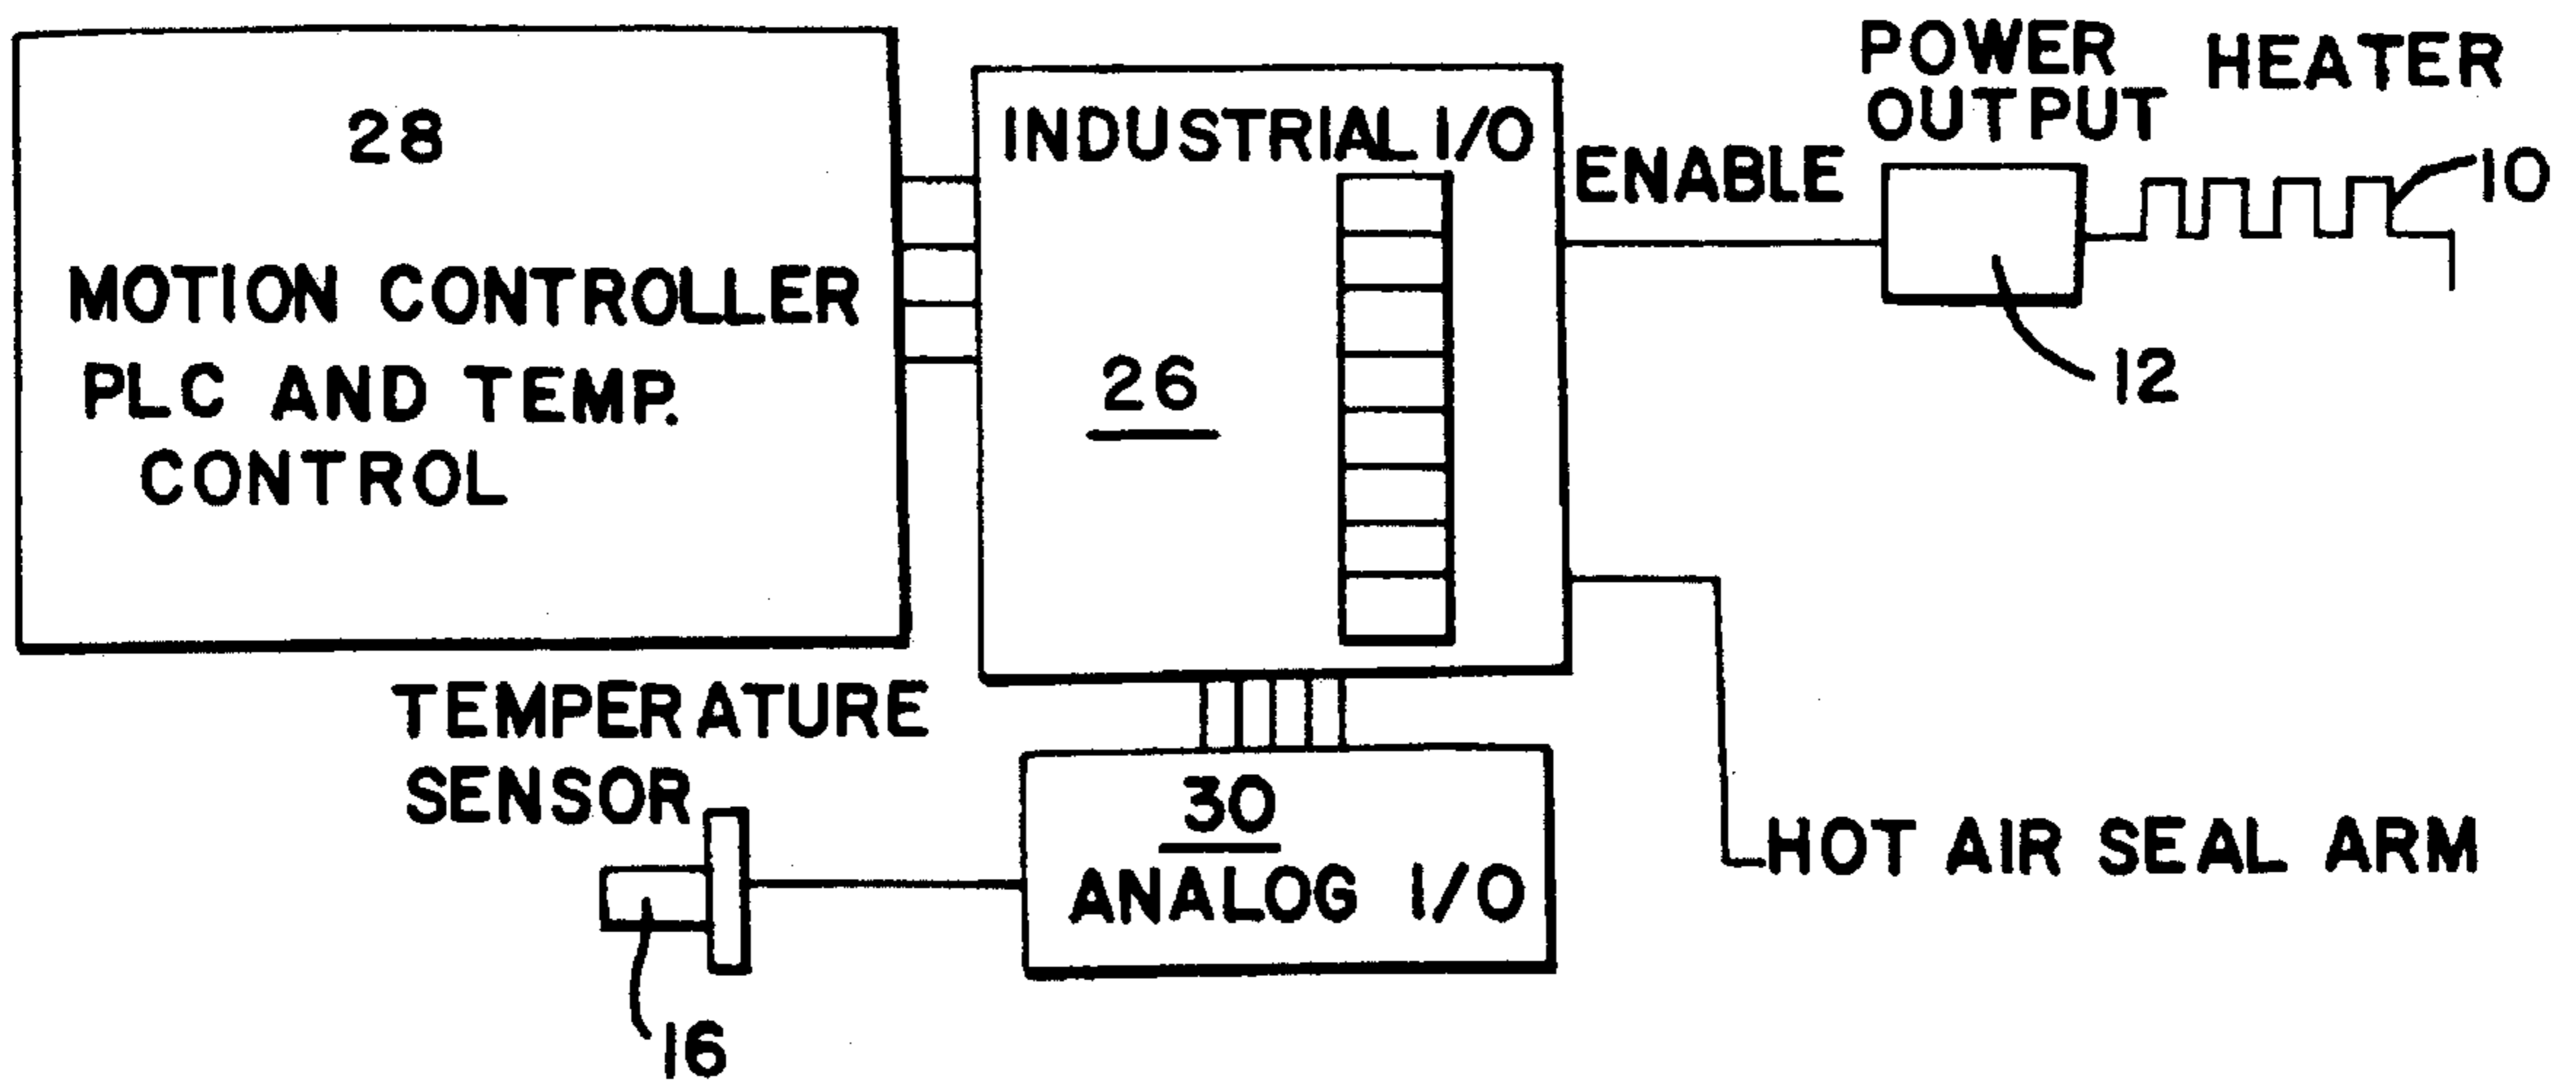 28
MOTION CONTROLLER
PLC AND TEMP.
CONTROL
INDUSTRIAL I/O
26
ENABLE
POWER
OUTPUT
HEATER
10
12
TEMPERATURE
SENSOR
16
30
ANALOG I/O
HOT AIR SEAL ARM